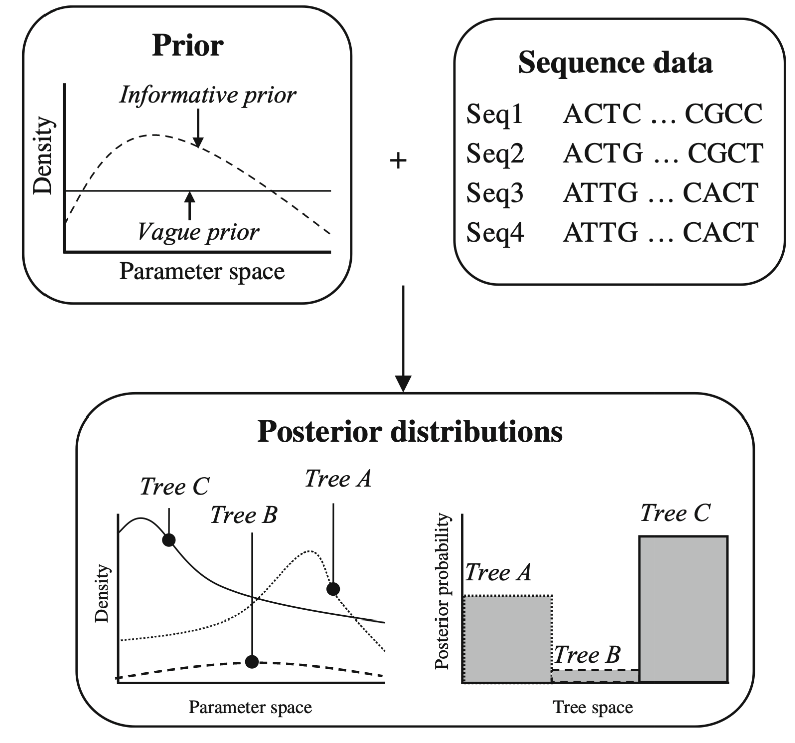 Prior
Informative prior
Density
Vague prior
Parameter space
+
Sequence data
Seq1 ACTC ... CGCC
Seq2 ACTG ... CGCT
Seq3 ATTG ... CACT
Seq4 ATTG ... CACT
Posterior distributions
Tree C
Tree B
Tree A
Density
Parameter space
Posterior probability
Tree A
Tree B
Tree C
Tree space